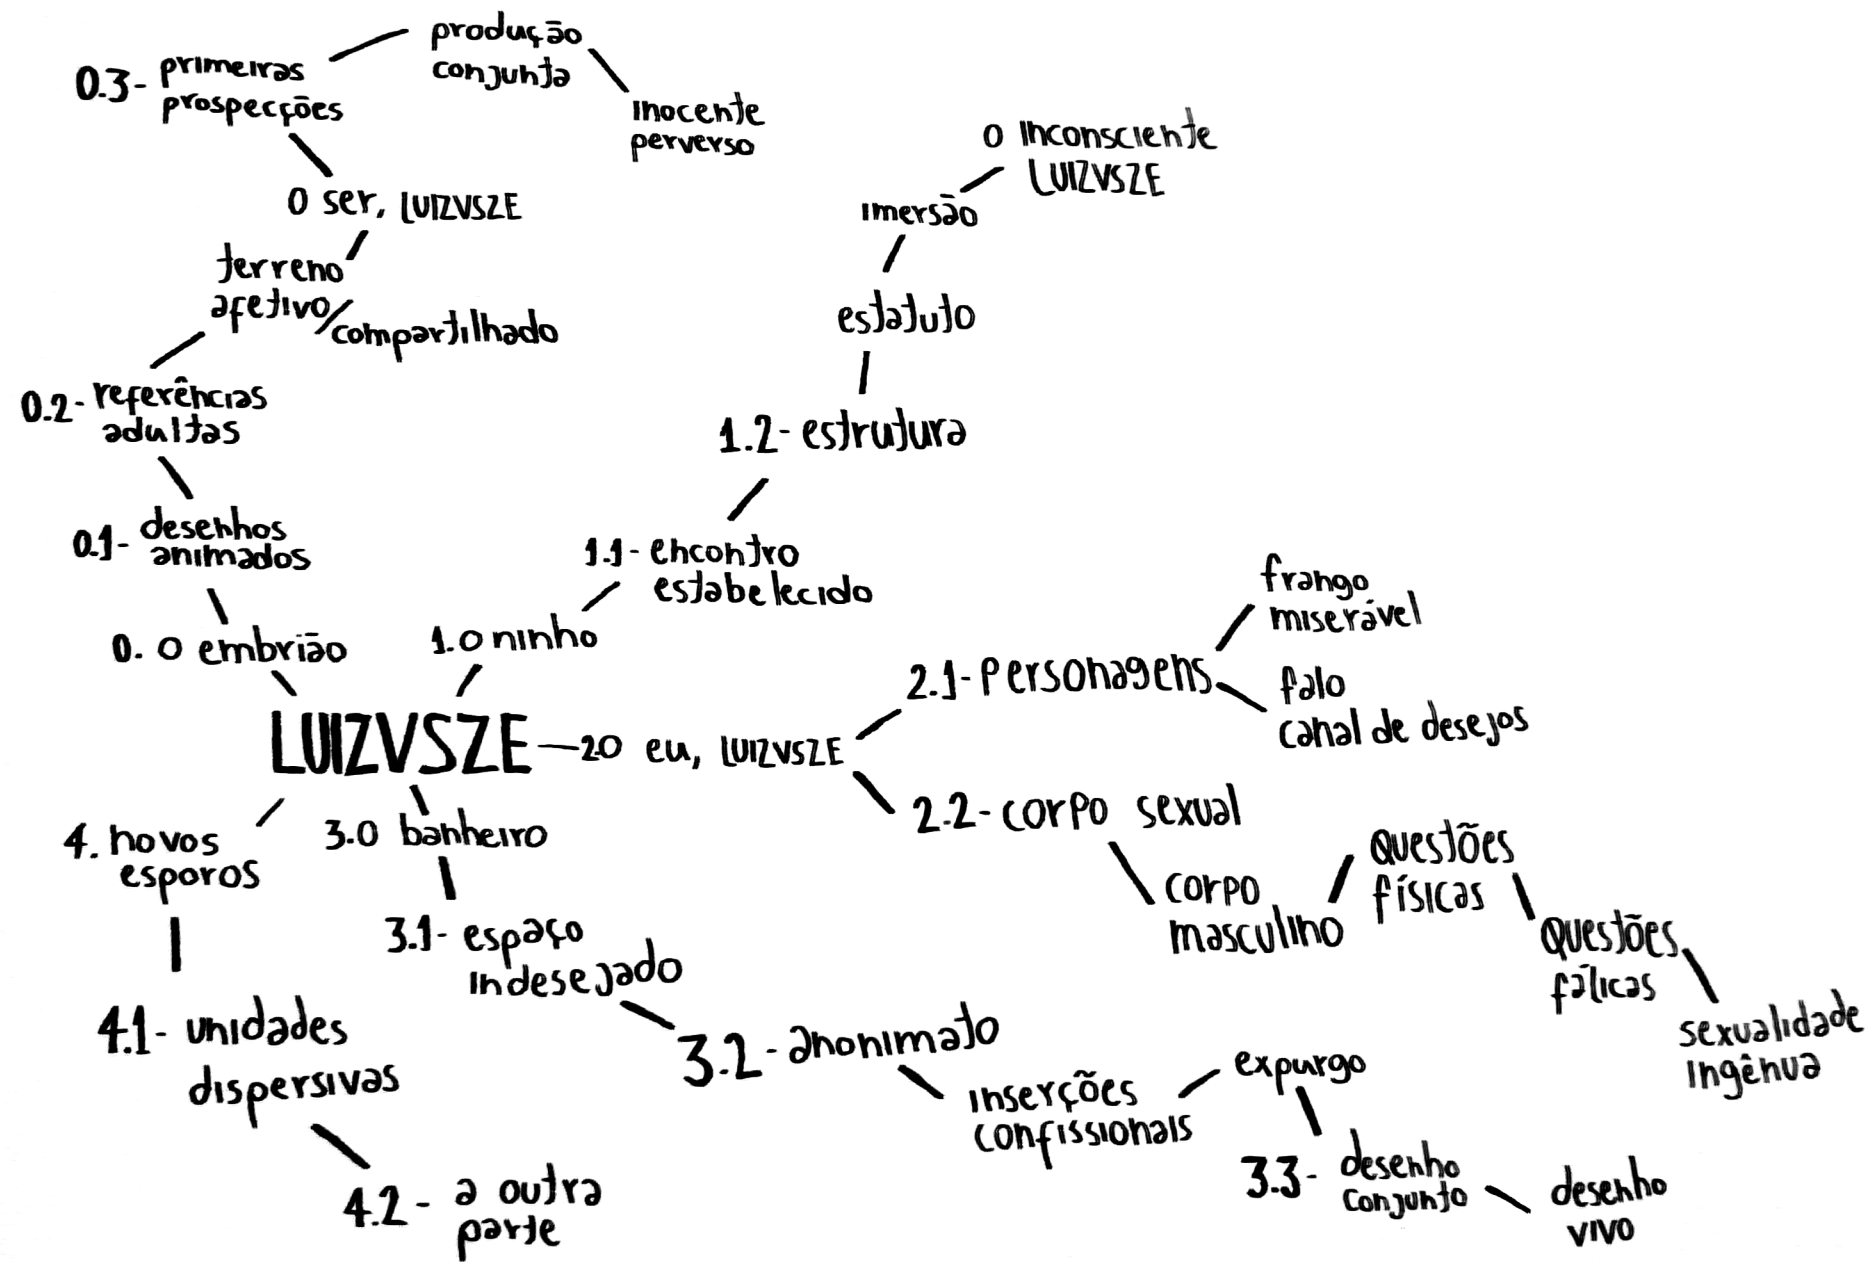 0.3- primeiras
prospecções
produção
conjunta
inocente
perverso
O ser, LUIZVSZE
terreno
afetivo/
compartilhado
0.2- referências
adultas
0.1- desenhos
animados
0. O embrião
LUIZVSZE
1.0 ninho
1.1- encontro
estabelecido
1.2- estrutura
estatuto
imersão
O inconsciente
LUIZVSZE
20 eu, LUIZVSZE
2.1- Personagens
frango
miserável
falo
canal de desejos
2.2- corpo sexual
corpo
masculino
questões
físicas
questões
fálicas
sexualidade
ingênua
3.0 banheiro
3.1- espaço
indesejado
3.2- anonimato
inserções
confissionais
expurgo
3.3- desenho
conjunto
desenho
vivo
4. novos
esporos
4.1- unidades
dispersivas
4.2- a outra
parte